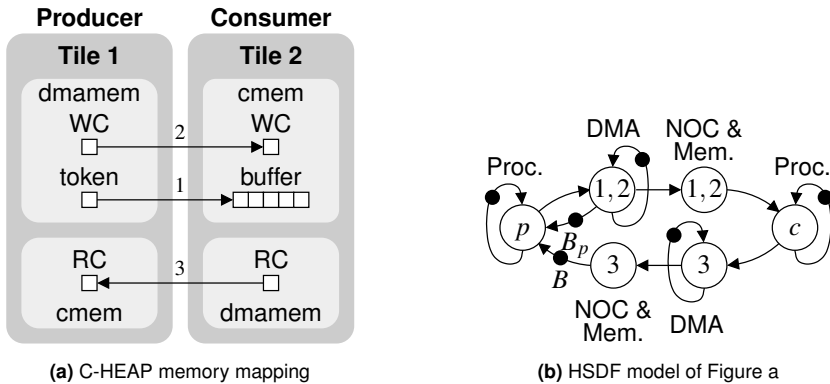 Producer Consumer
Tile 1 Tile 2
dmamem cmem
WC 2 WC
token 1 buffer
RC 3 RC
cmem dmamem
(a) C-HEAP memory mapping
DMA NOC &
Mem.
Proc. Proc.
1, 2 1, 2
p c
B_p
B 3 3
NOC &
Mem. DMA
(b) HSDF model of Figure a